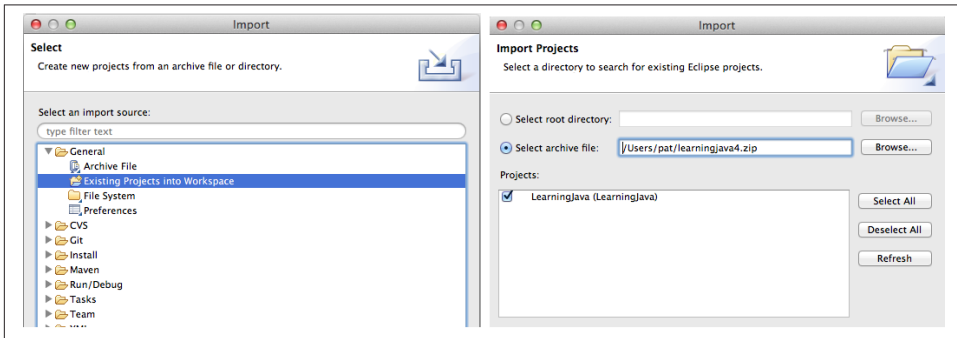 Import
Select
Create new projects from an archive file or directory.
Select an import source:
type filter text
General
Archive File
Existing Projects into Workspace
File System
Preferences
CVS
Git
Install
Maven
Run/Debug
Tasks
Team
Import
Import Projects
Select a directory to search for existing Eclipse projects.
Select root directory:
Browse...
Select archive file:
/Users/pat/learningjava4.zip
Browse...
Projects:
LearningJava (LearningJava)
Select All
Deselect All
Refresh